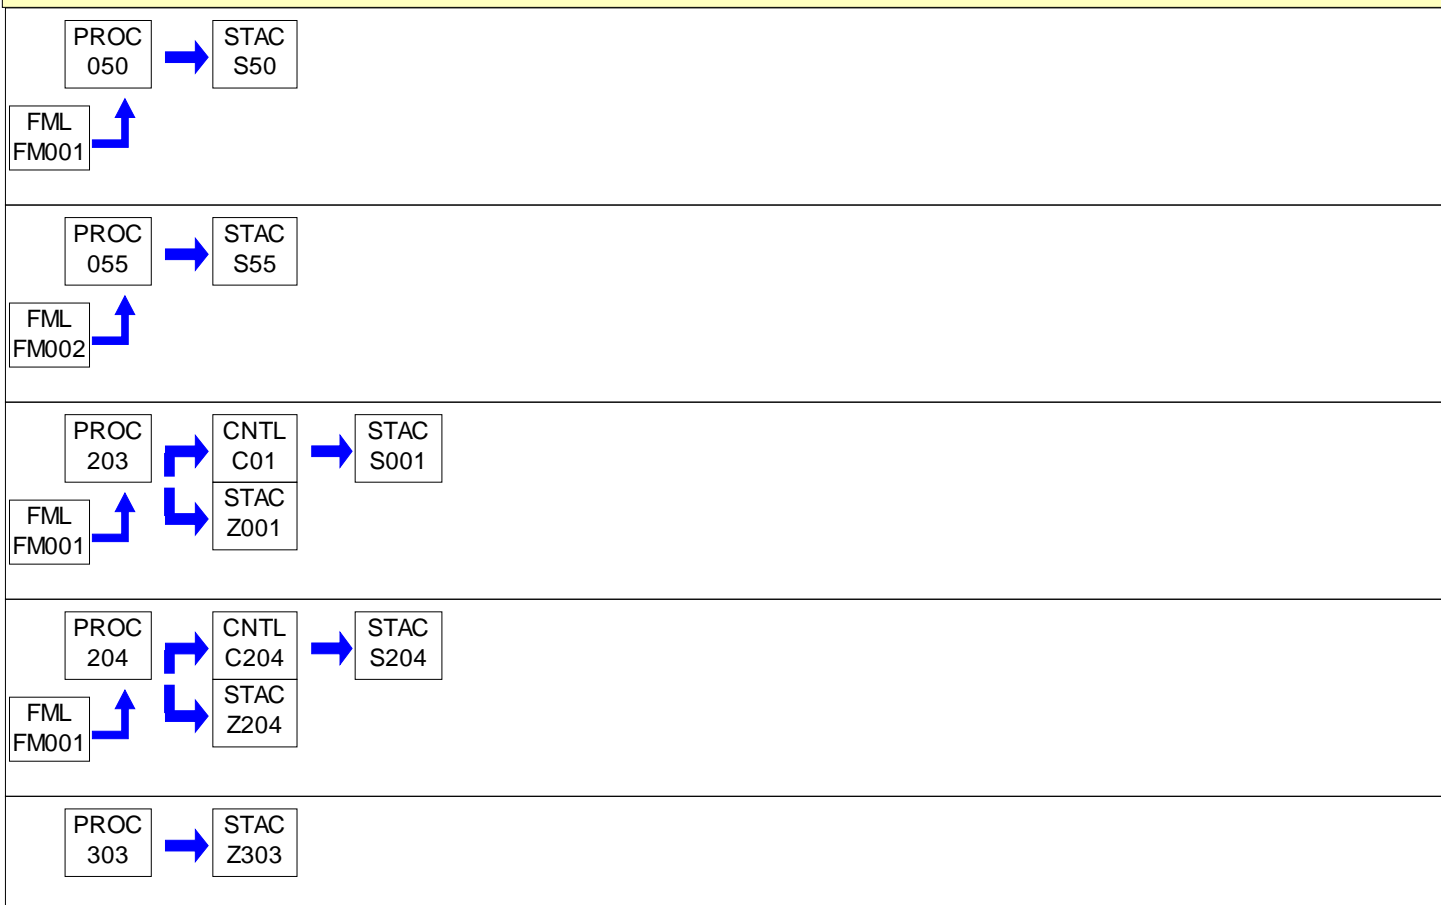 PROC
050
STAC
S50
FML
FM001
PROC
055
STAC
S55
FML
FM002
PROC
203
CNTL
C01
STAC
S001
STAC
Z001
FML
FM001
PROC
204
CNTL
C204
STAC
S204
STAC
Z204
FML
FM001
PROC
303
STAC
Z303